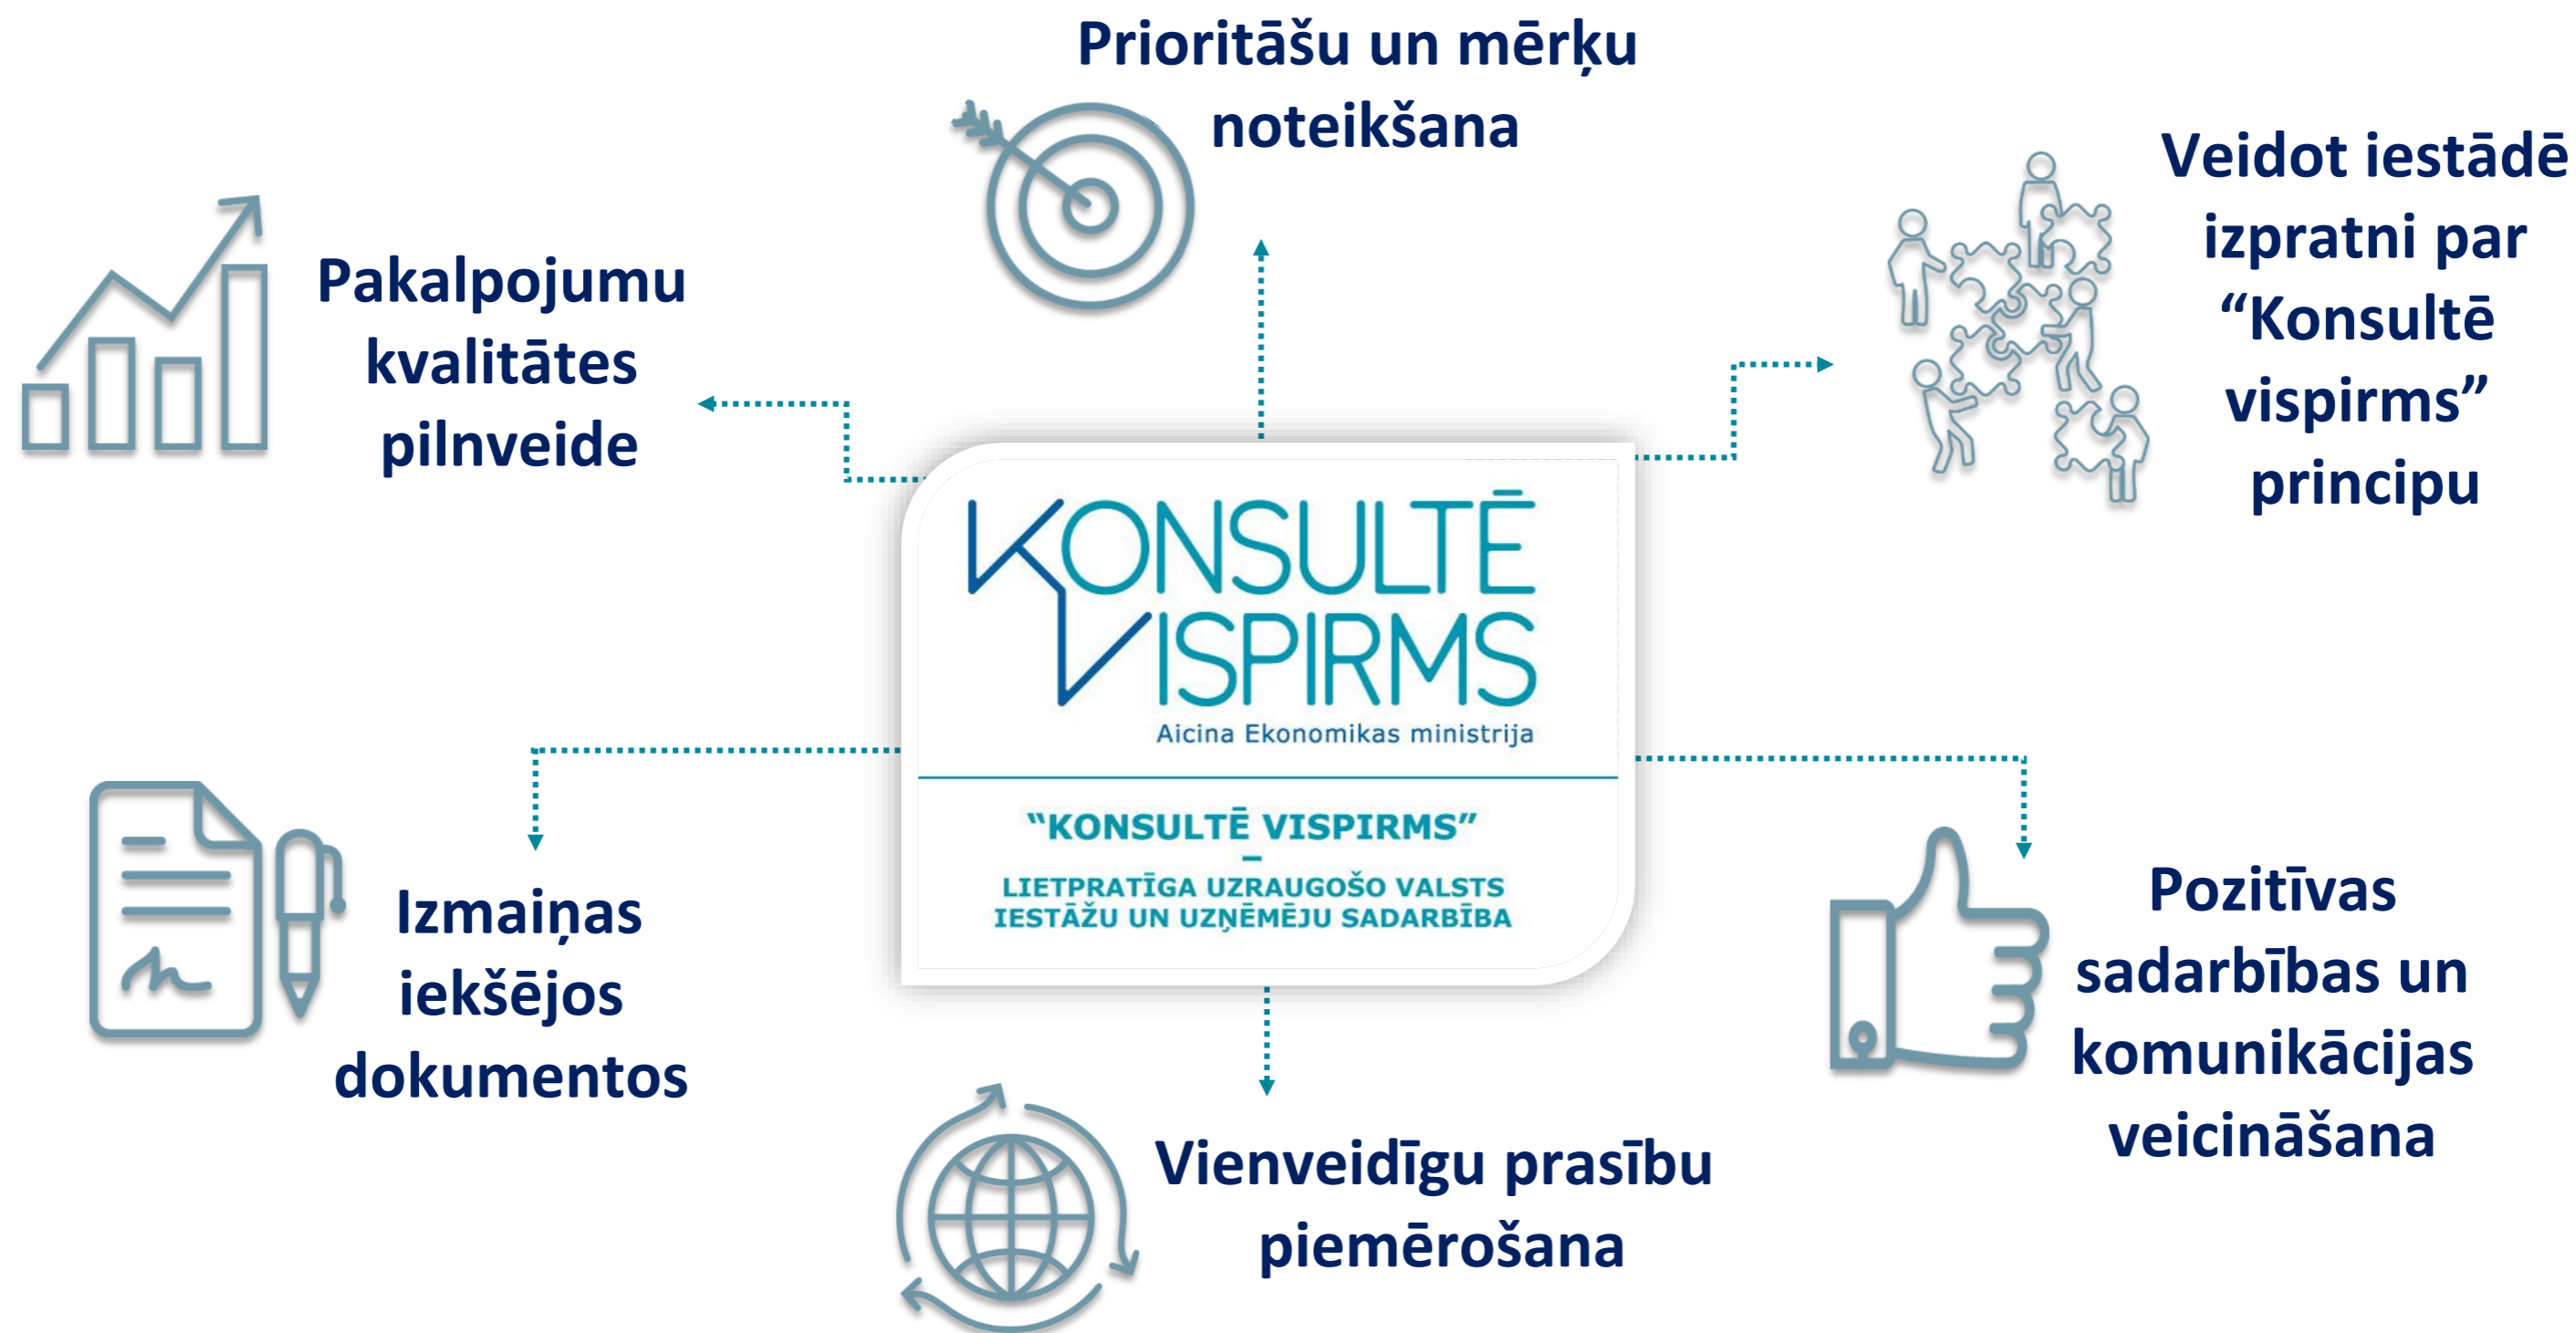 Prioritāšu un mērķu
noteikšana
Pakalpojumu
kvalitātes
pilnveide
Veidot iestādē
izpratni par
“Konsultē
vispirms”
principu
KONSULTĒ
VISPIRMS
Aicina Ekonomikas ministrija
“KONSULTĒ VISPIRMS”
–
LIETPRATĪGA UZRAUGOŠO VALSTS
IESTĀŽU UN UZŅĒMĒJU SADARBĪBA
Izmaiņas
iekšējos
dokumentos
Pozitīvas
sadarbības un
komunikācijas
veicināšana
Vienveidīgu prasību
piemērošana